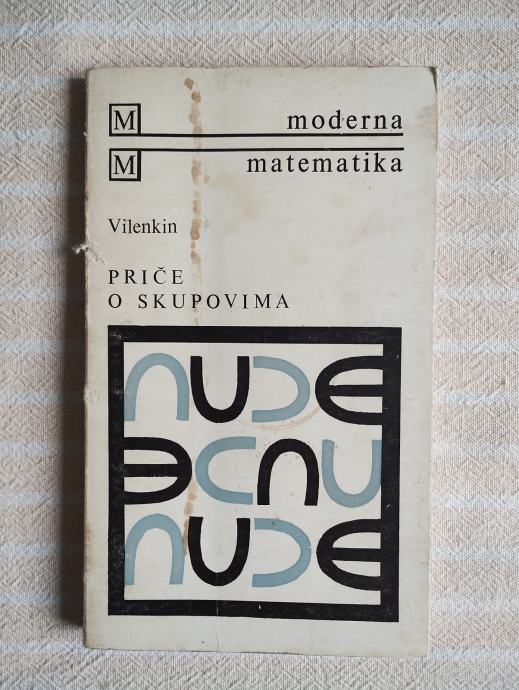 M moderna
M matematika
Vilenkin
PRIČE
O SKUPOVIMA
∩ ∪ ⊃ ∈
∋ ⊂ ∩ ∪
∩ ∪ ⊃ ∈